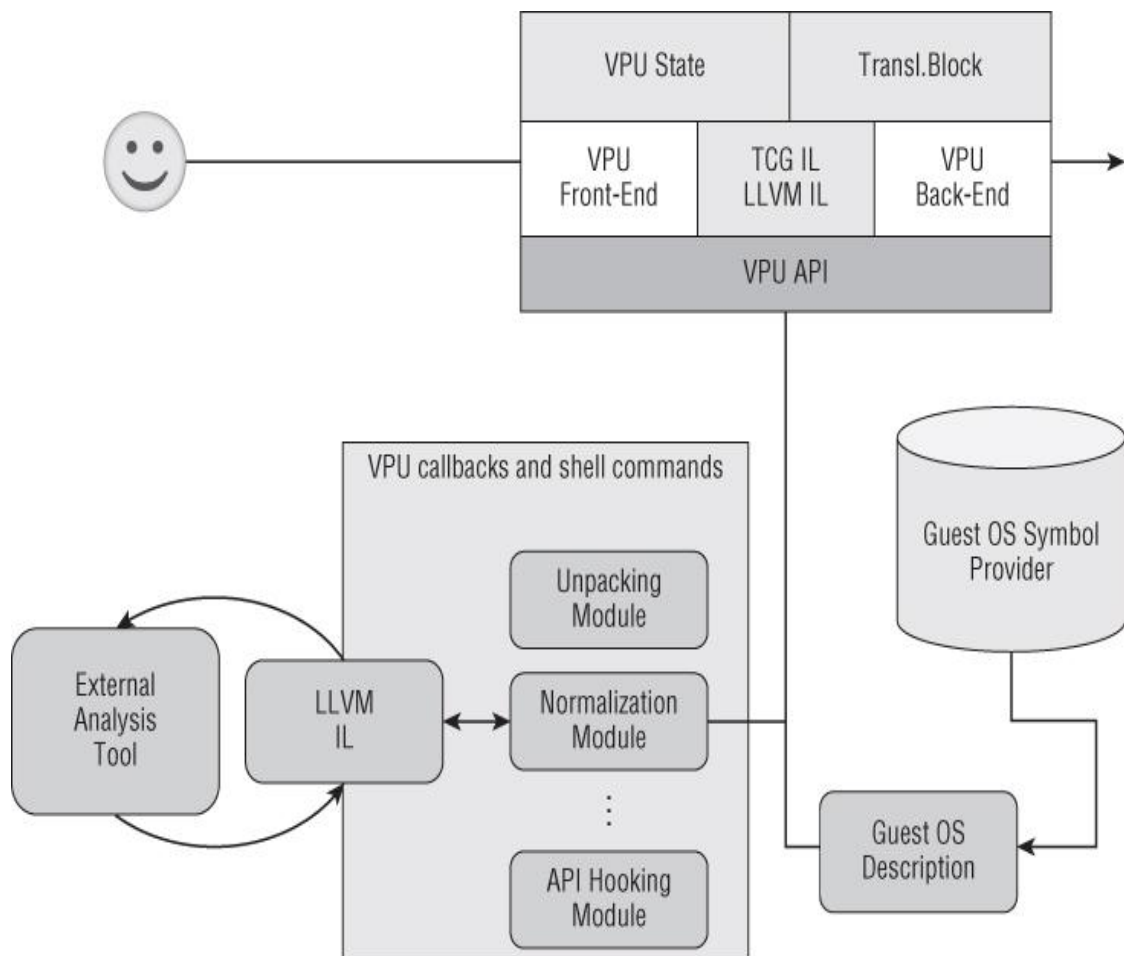 VPU State
Transl.Block
VPU
Front-End
TCG IL
LLVM IL
VPU
Back-End
VPU API
VPU callbacks and shell commands
Unpacking
Module
Guest OS Symbol
Provider
External
Analysis
Tool
LLVM
IL
Normalization
Module
Guest OS
Description
API Hooking
Module